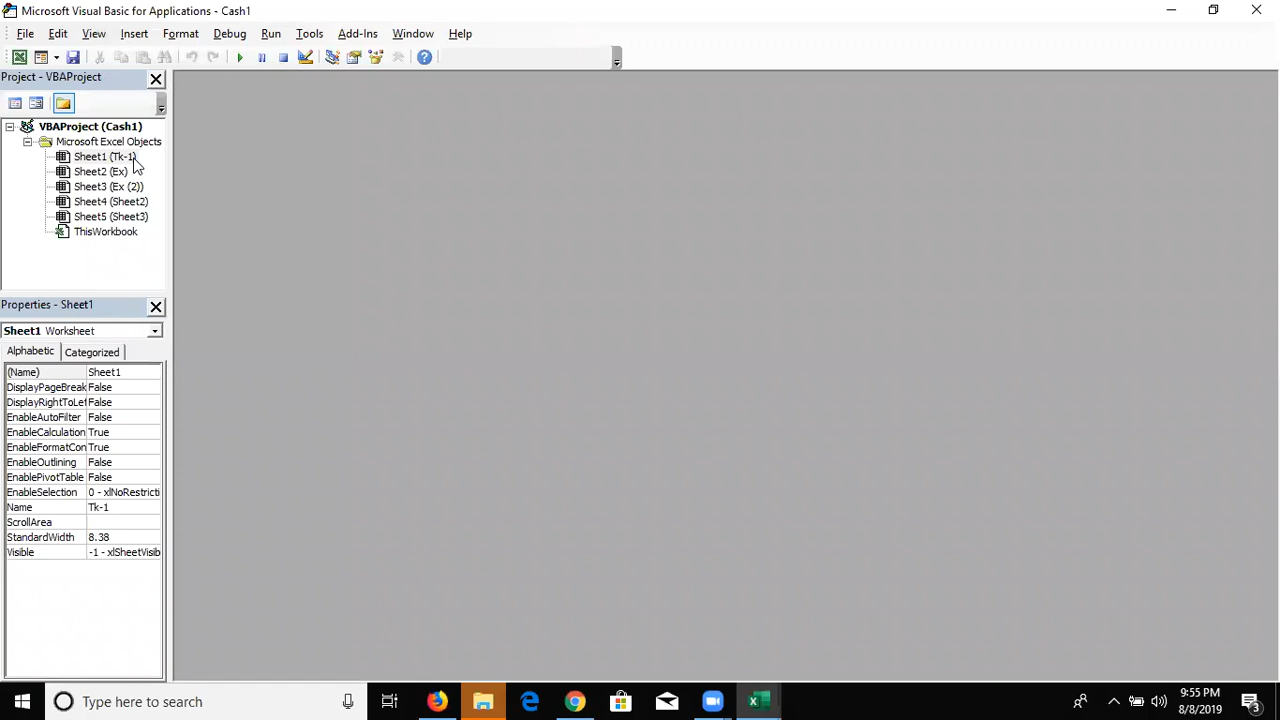 Microsoft Visual Basic for Applications - Cash1
File Edit View Insert Format Debug Run Tools Add-Ins Window Help
Project - VBAProject
VBAProject (Cash1)
Microsoft Excel Objects
Sheet1 (Tk-1)
Sheet2 (Ex)
Sheet3 (Ex (2))
Sheet4 (Sheet2)
Sheet5 (Sheet3)
ThisWorkbook
Properties - Sheet1
Sheet1 Worksheet
Alphabetic Categorized
(Name) Sheet1
DisplayPageBreak False
DisplayRightToLef False
EnableAutoFilter False
EnableCalculation True
EnableFormatCon True
EnableOutlining False
EnablePivotTable False
EnableSelection 0 - xlNoRestricti
Name Tk-1
ScrollArea
StandardWidth 8.38
Visible -1 - xlSheetVisib
Type here to search
9:55 PM
8/8/2019
3